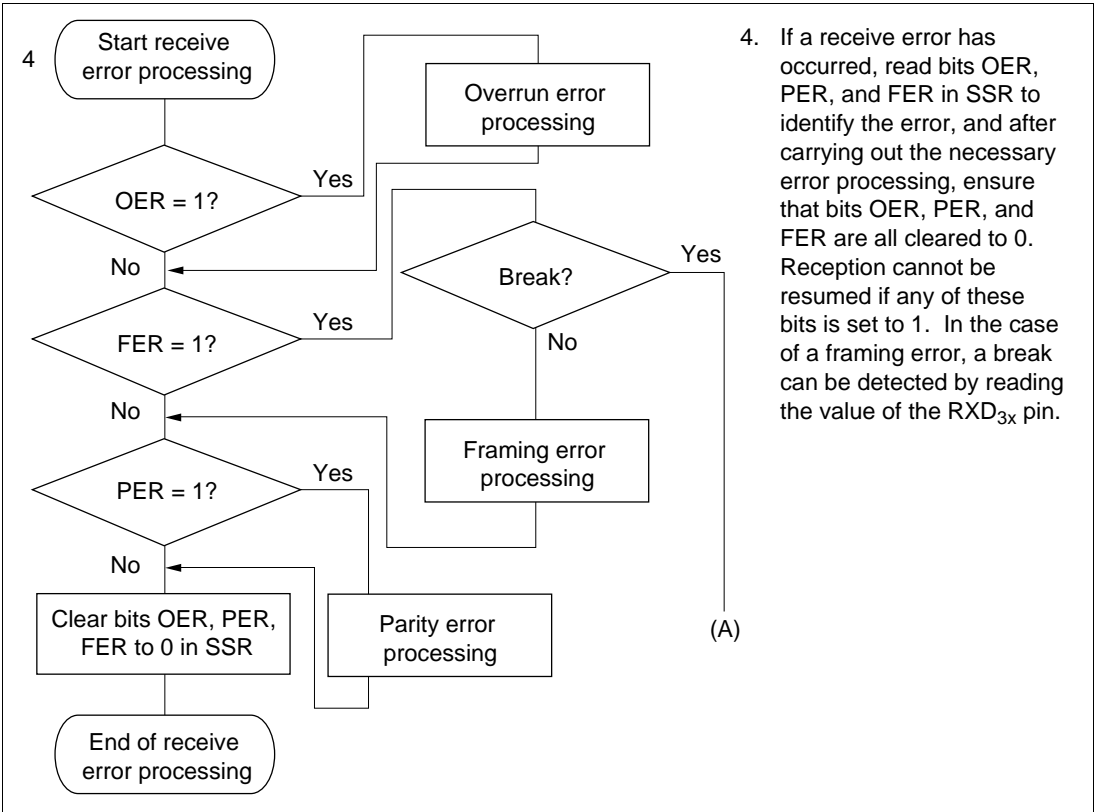 4
Start receive
error processing
Overrun error
processing
OER = 1?
Yes
No
Break?
Yes
No
FER = 1?
Yes
No
Framing error
processing
PER = 1?
Yes
No
Clear bits OER, PER,
FER to 0 in SSR
Parity error
processing
(A)
End of receive
error processing
4. If a receive error has
occurred, read bits OER,
PER, and FER in SSR to
identify the error, and after
carrying out the necessary
error processing, ensure
that bits OER, PER, and
FER are all cleared to 0.
Reception cannot be
resumed if any of these
bits is set to 1. In the case
of a framing error, a break
can be detected by reading
the value of the RXD3x pin.